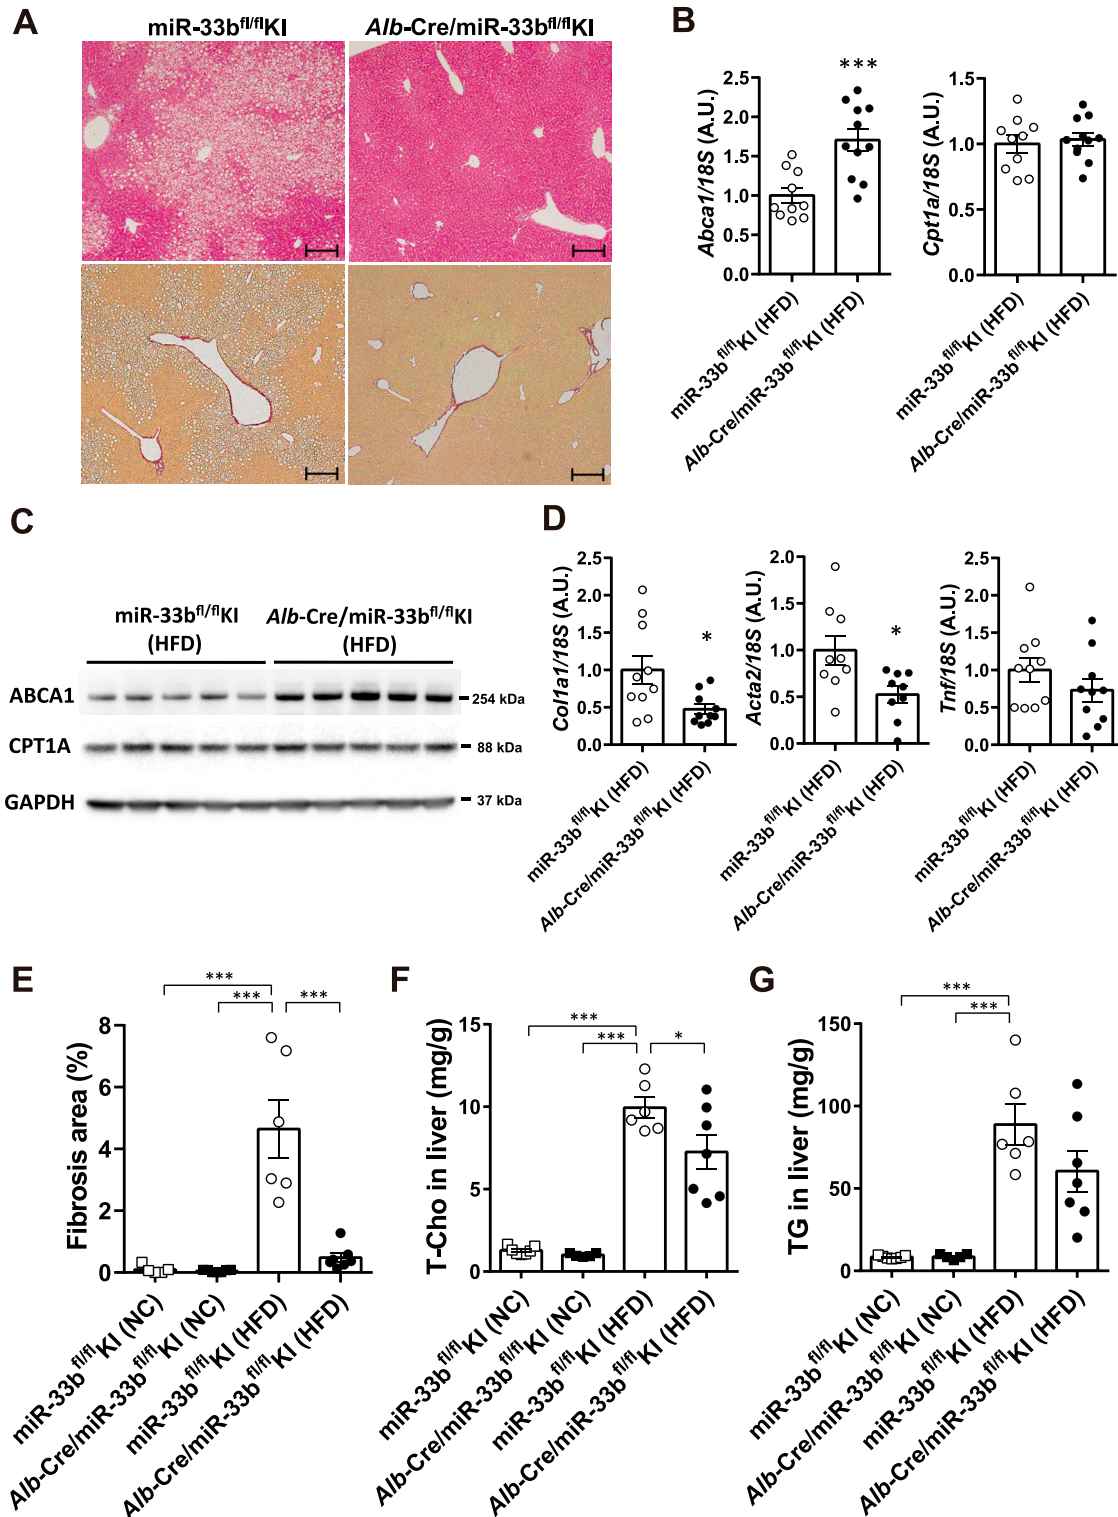 A
miR-33bfl/flKI
Alb-Cre/miR-33bfl/flKI
B
***
Abca1/18S (A.U.)
2.5
2.0
1.5
1.0
0.5
0.0
miR-33bfl/flKI (HFD)
Alb-Cre/miR-33bfl/flKI (HFD)
Cpt1a/18S (A.U.)
1.5
1.0
0.5
0.0
miR-33bfl/flKI (HFD)
Alb-Cre/miR-33bfl/flKI (HFD)
C
miR-33bfl/flKI
(HFD)
Alb-Cre/miR-33bfl/flKI
(HFD)
ABCA1
254 kDa
CPT1A
88 kDa
GAPDH
37 kDa
D
Col1a1/18S (A.U.)
2.5
2.0
1.5
1.0
0.5
0.0
*
miR-33bfl/flKI (HFD)
Alb-Cre/miR-33bfl/flKI (HFD)
Acta2/18S (A.U.)
2.0
1.5
1.0
0.5
0.0
*
miR-33bfl/flKI (HFD)
Alb-Cre/miR-33bfl/flKI (HFD)
Tnf/18S (A.U.)
2.5
2.0
1.5
1.0
0.5
0.0
miR-33bfl/flKI (HFD)
Alb-Cre/miR-33bfl/flKI (HFD)
E
***
***
***
Fibrosis area (%)
8
6
4
2
0
miR-33bfl/flKI (NC)
Alb-Cre/miR-33bfl/flKI (NC)
miR-33bfl/flKI (HFD)
Alb-Cre/miR-33bfl/flKI (HFD)
F
***
***
*
T-Cho in liver (mg/g)
15
10
5
0
miR-33bfl/flKI (NC)
Alb-Cre/miR-33bfl/flKI (NC)
miR-33bfl/flKI (HFD)
Alb-Cre/miR-33bfl/flKI (HFD)
G
***
***
TG in liver (mg/g)
150
100
50
0
miR-33bfl/flKI (NC)
Alb-Cre/miR-33bfl/flKI (NC)
miR-33bfl/flKI (HFD)
Alb-Cre/miR-33bfl/flKI (HFD)